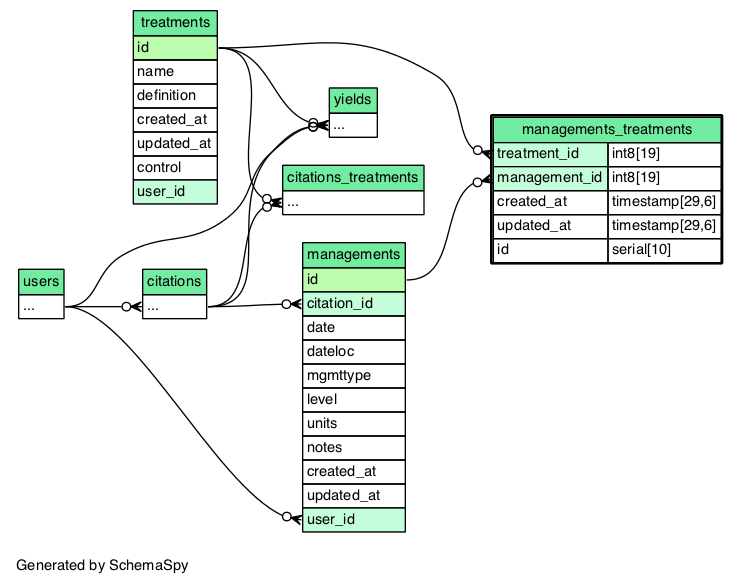 treatments
id
name
definition
created_at
updated_at
control
user_id
yields
...
managements_treatments
treatment_id int8[19]
management_id int8[19]
created_at timestamp[29,6]
updated_at timestamp[29,6]
id serial[10]
citations_treatments
...
users
...
citations
...
managements
id
citation_id
date
dateloc
mgmttype
level
units
notes
created_at
updated_at
user_id
Generated by SchemaSpy